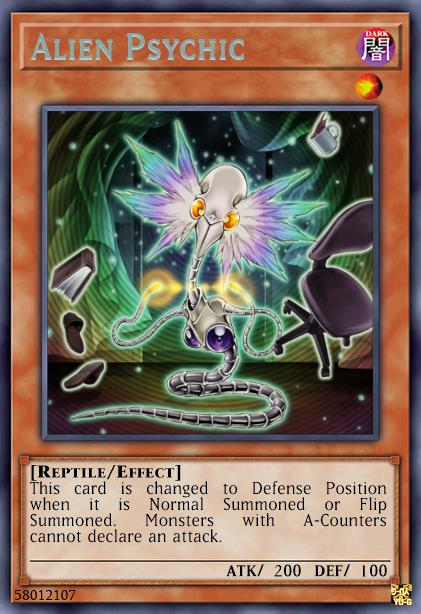 Alien Psychic
DARK
闇
[Reptile/Effect]
This card is changed to Defense Position
when it is Normal Summoned or Flip
Summoned. Monsters with A-Counters
cannot declare an attack.
ATK/ 200 DEF/ 100
58012107